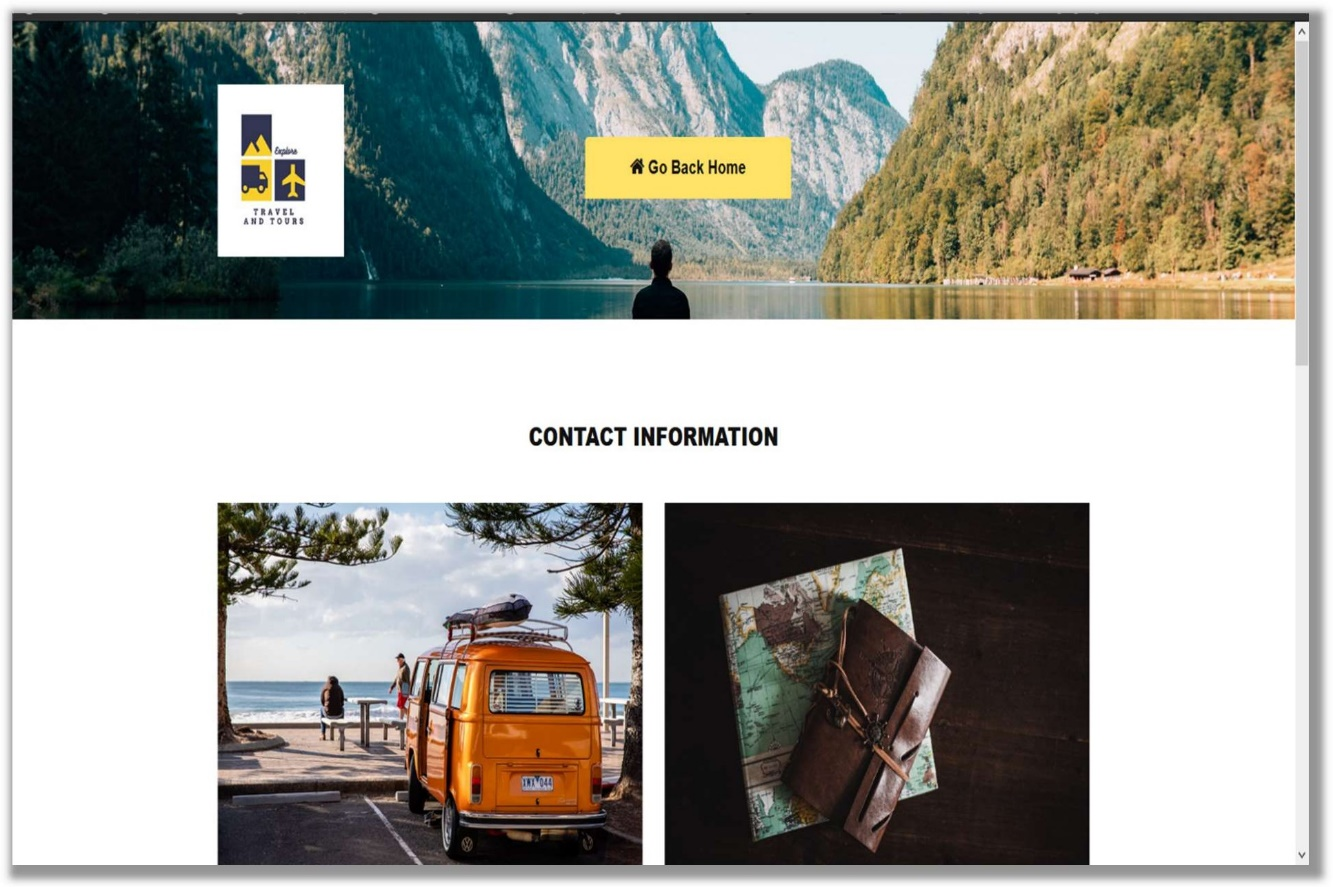 Explore
TRAVEL
AND TOURS
Go Back Home
CONTACT INFORMATION